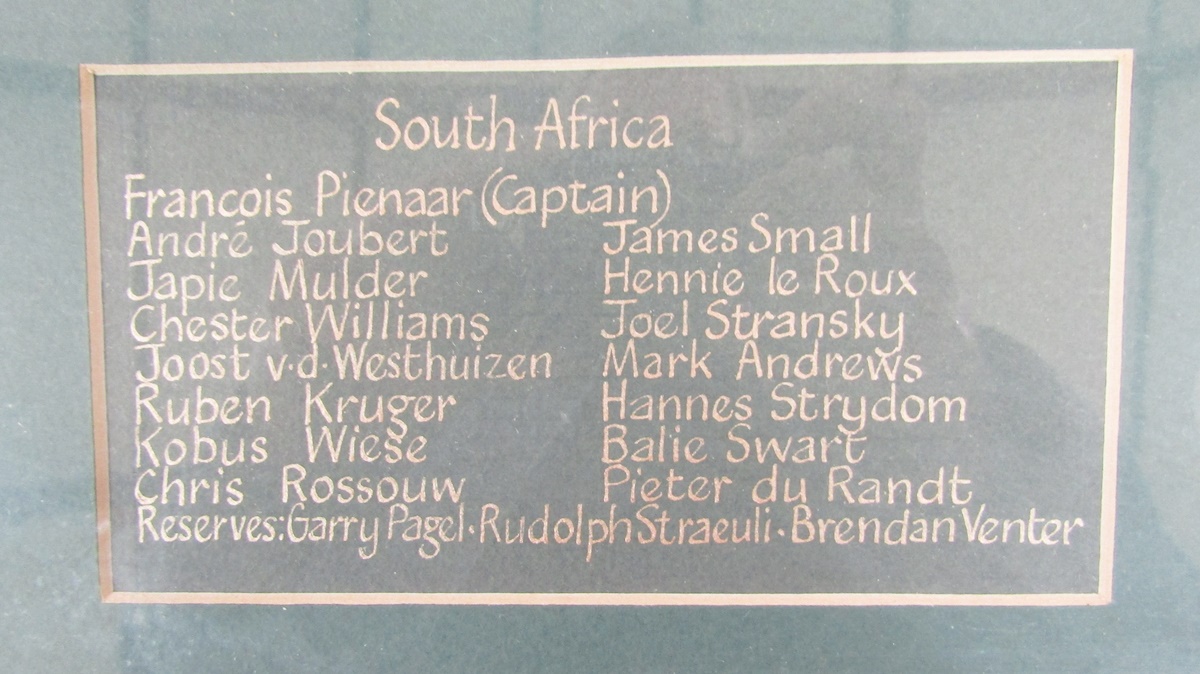 South Africa
Francois Pienaar (Captain)
André Joubert James Small
Japie Mulder Hennie le Roux
Chester Williams Joel Stransky
Joost v·d·Westhuizen Mark Andrews
Ruben Kruger Hannes Strydom
Kobus Wiese Balie Swart
Chris Rossouw Pieter du Randt
Reserves: Garry Pagel · Rudolph Straeuli · Brendan Venter